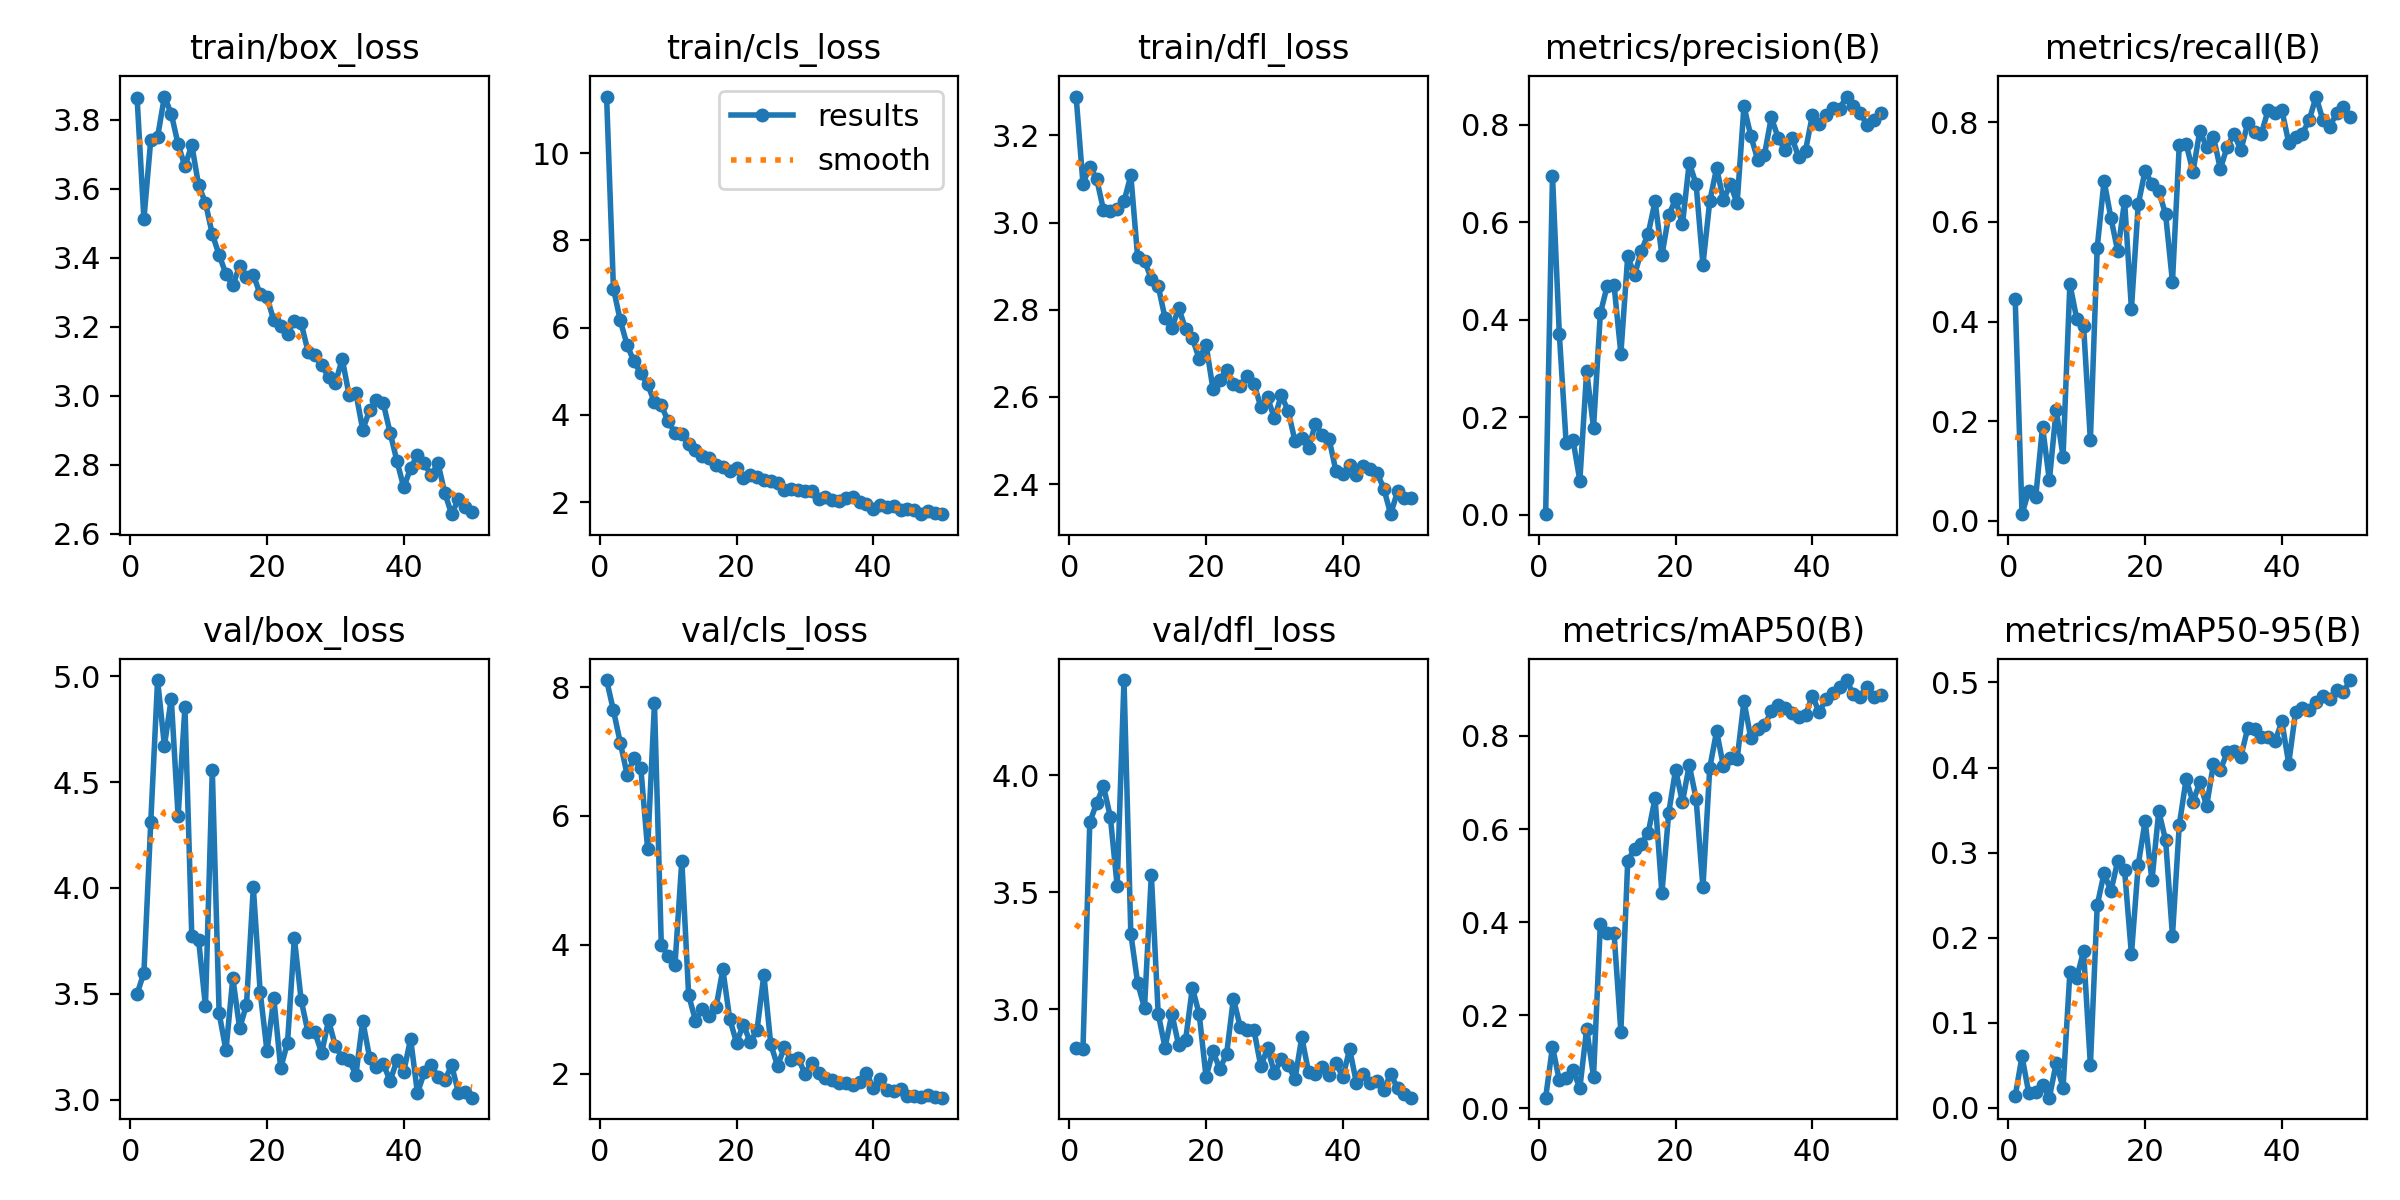 train/box_loss
3.8
3.6
3.4
3.2
3.0
2.8
2.6
0 20 40
train/cls_loss
results
smooth
10
8
6
4
2
0 20 40
train/dfl_loss
3.2
3.0
2.8
2.6
2.4
0 20 40
metrics/precision(B)
0.8
0.6
0.4
0.2
0.0
0 20 40
metrics/recall(B)
0.8
0.6
0.4
0.2
0.0
0 20 40
val/box_loss
5.0
4.5
4.0
3.5
3.0
0 20 40
val/cls_loss
8
6
4
2
0 20 40
val/dfl_loss
4.0
3.5
3.0
0 20 40
metrics/mAP50(B)
0.8
0.6
0.4
0.2
0.0
0 20 40
metrics/mAP50-95(B)
0.5
0.4
0.3
0.2
0.1
0.0
0 20 40